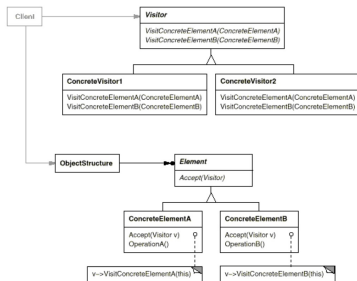 Client
Visitor
VisitConcreteElementA(ConcreteElementA)
VisitConcreteElementB(ConcreteElementB)
ConcreteVisitor1
VisitConcreteElementA(ConcreteElementA)
VisitConcreteElementB(ConcreteElementB)
ConcreteVisitor2
VisitConcreteElementA(ConcreteElementA)
VisitConcreteElementB(ConcreteElementB)
ObjectStructure
Element
Accept(Visitor)
ConcreteElementA
Accept(Visitor v)
OperationA()
ConcreteElementB
Accept(Visitor v)
OperationB()
v-->VisitConcreteElementA(this)
v-->VisitConcreteElementB(this)